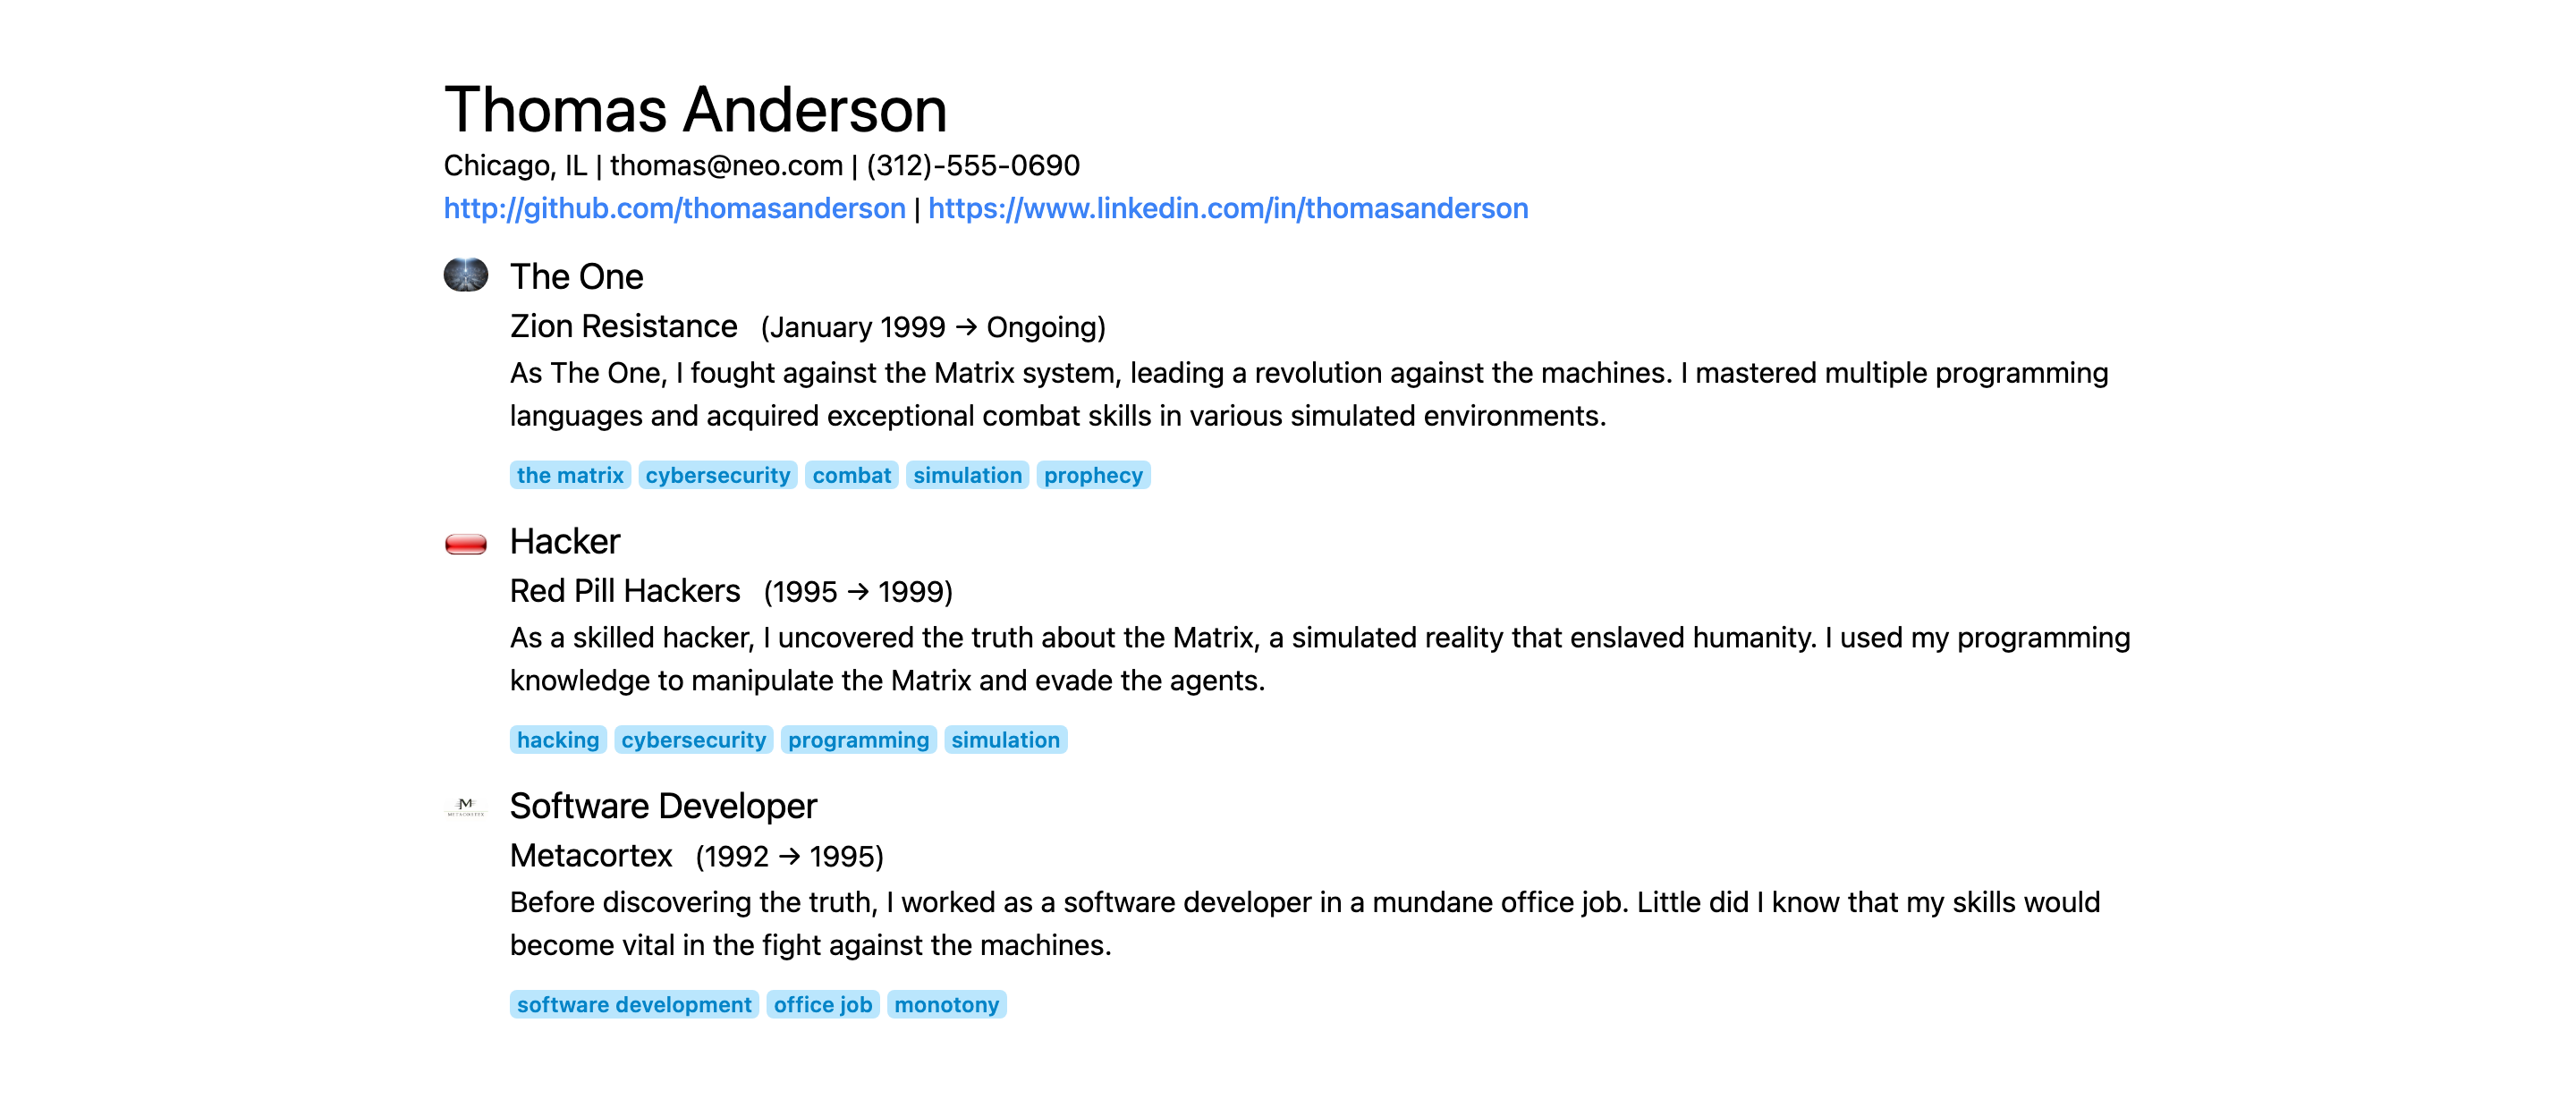 Thomas Anderson
Chicago, IL | thomas@neo.com | (312)-555-0690
http://github.com/thomasanderson | https://www.linkedin.com/in/thomasanderson
The One
Zion Resistance (January 1999 → Ongoing)
As The One, I fought against the Matrix system, leading a revolution against the machines. I mastered multiple programming
languages and acquired exceptional combat skills in various simulated environments.
the matrix cybersecurity combat simulation prophecy
Hacker
Red Pill Hackers (1995 → 1999)
As a skilled hacker, I uncovered the truth about the Matrix, a simulated reality that enslaved humanity. I used my programming
knowledge to manipulate the Matrix and evade the agents.
hacking cybersecurity programming simulation
M
Software Developer
Metacortex (1992 → 1995)
Before discovering the truth, I worked as a software developer in a mundane office job. Little did I know that my skills would
become vital in the fight against the machines.
software development office job monotony